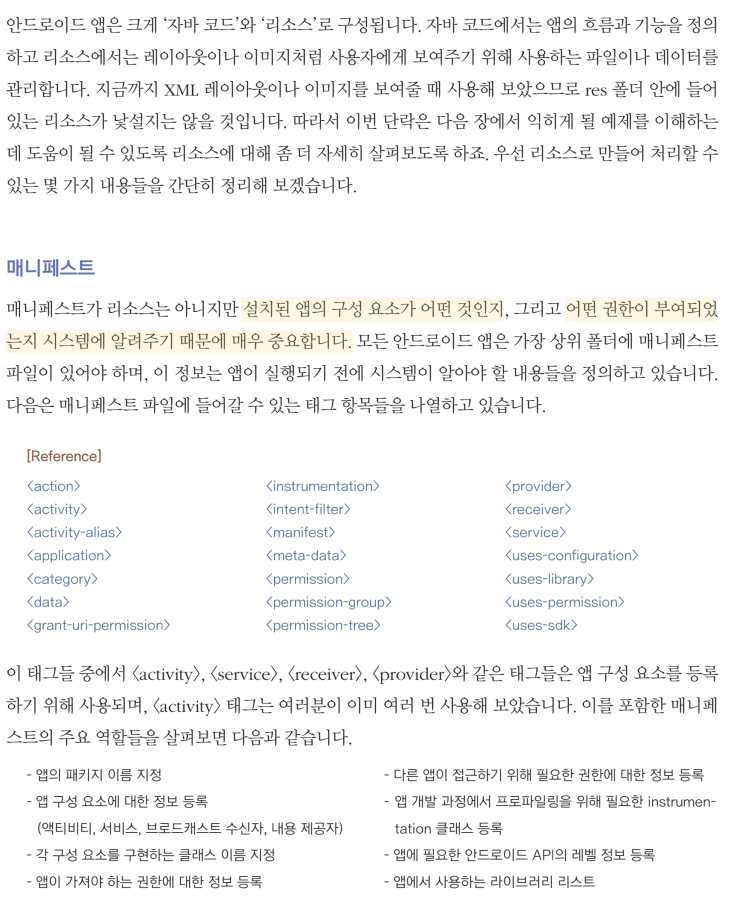 안드로이드 앱은 크게 ‘자바 코드’와 ‘리소스’로 구성됩니다. 자바 코드에서는 앱의 흐름과 기능을 정의
하고 리소스에서는 레이아웃이나 이미지처럼 사용자에게 보여주기 위해 사용하는 파일이나 데이터를
관리합니다. 지금까지 XML 레이아웃이나 이미지를 보여줄 때 사용해 보았으므로 res 폴더 안에 들어
있는 리소스가 낯설지는 않을 것입니다. 따라서 이번 단락은 다음 장에서 익히게 될 예제를 이해하는
데 도움이 될 수 있도록 리소스에 대해 좀 더 자세히 살펴보도록 하죠. 우선 리소스로 만들어 처리할 수
있는 몇 가지 내용들을 간단히 정리해 보겠습니다.
매니페스트
매니페스트가 리소스는 아니지만 설치된 앱의 구성 요소가 어떤 것인지, 그리고 어떤 권한이 부여되었
는지 시스템에 알려주기 때문에 매우 중요합니다. 모든 안드로이드 앱은 가장 상위 폴더에 매니페스트
파일이 있어야 하며, 이 정보는 앱이 실행되기 전에 시스템이 알아야 할 내용들을 정의하고 있습니다.
다음은 매니페스트 파일에 들어갈 수 있는 태그 항목들을 나열하고 있습니다.
[Reference]
〈action〉 〈instrumentation〉 〈provider〉
〈activity〉 〈intent-filter〉 〈receiver〉
〈activity-alias〉 〈manifest〉 〈service〉
〈application〉 〈meta-data〉 〈uses-configuration〉
〈category〉 〈permission〉 〈uses-library〉
〈data〉 〈permission-group〉 〈uses-permission〉
〈grant-uri-permission〉 〈permission-tree〉 〈uses-sdk〉
이 태그들 중에서 〈activity〉, 〈service〉, 〈receiver〉, 〈provider〉와 같은 태그들은 앱 구성 요소를 등록
하기 위해 사용되며, 〈activity〉 태그는 여러분이 이미 여러 번 사용해 보았습니다. 이를 포함한 매니페
스트의 주요 역할들을 살펴보면 다음과 같습니다.
- 앱의 패키지 이름 지정
- 앱 구성 요소에 대한 정보 등록
(액티비티, 서비스, 브로드캐스트 수신자, 내용 제공자)
- 각 구성 요소를 구현하는 클래스 이름 지정
- 앱이 가져야 하는 권한에 대한 정보 등록
- 다른 앱이 접근하기 위해 필요한 권한에 대한 정보 등록
- 앱 개발 과정에서 프로파일링을 위해 필요한 instrumen-
tation 클래스 등록
- 앱에 필요한 안드로이드 API의 레벨 정보 등록
- 앱에서 사용하는 라이브러리 리스트